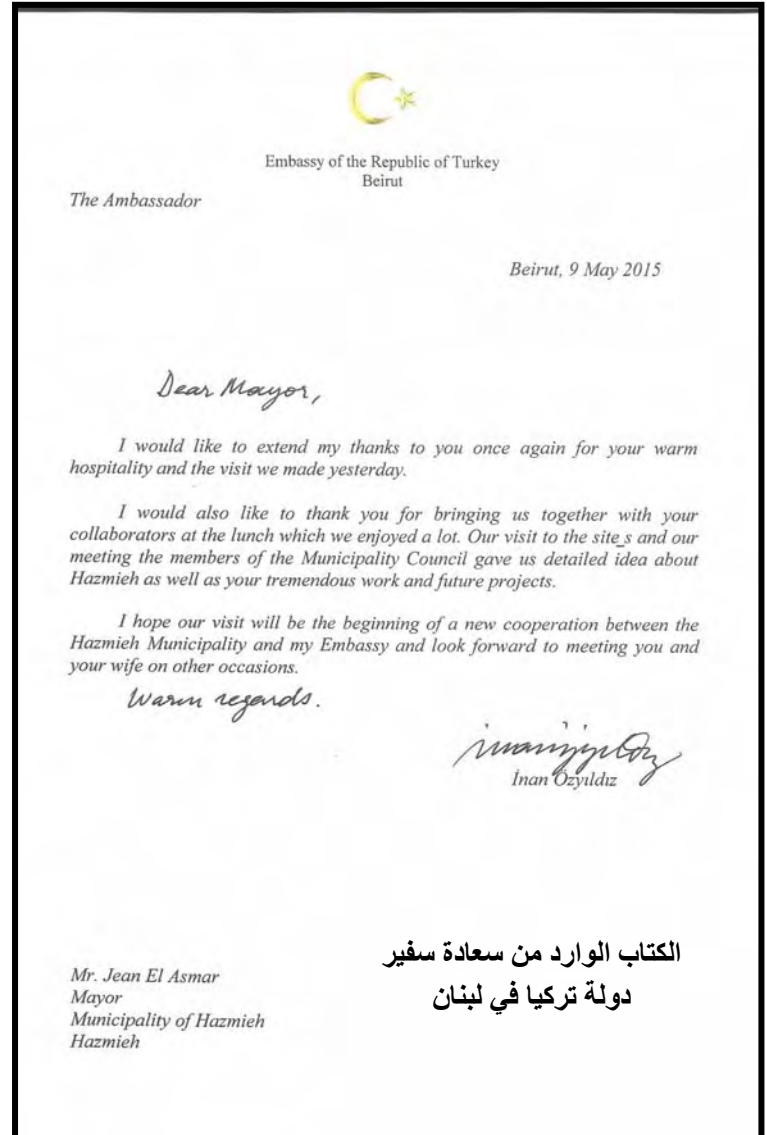 Embassy of the Republic of Turkey
Beirut
The Ambassador
Beirut, 9 May 2015
Dear Mayor,
I would like to extend my thanks to you once again for your warm
hospitality and the visit we made yesterday.
I would also like to thank you for bringing us together with your
collaborators at the lunch which we enjoyed a lot. Our visit to the site_s and our
meeting the members of the Municipality Council gave us detailed idea about
Hazmieh as well as your tremendous work and future projects.
I hope our visit will be the beginning of a new cooperation between the
Hazmieh Municipality and my Embassy and look forward to meeting you and
your wife on other occasions.
Warm regards.
İnan Özyıldız
الكتاب الوارد من سعادة سفير
دولة تركيا في لبنان
Mr. Jean El Asmar
Mayor
Municipality of Hazmieh
Hazmieh